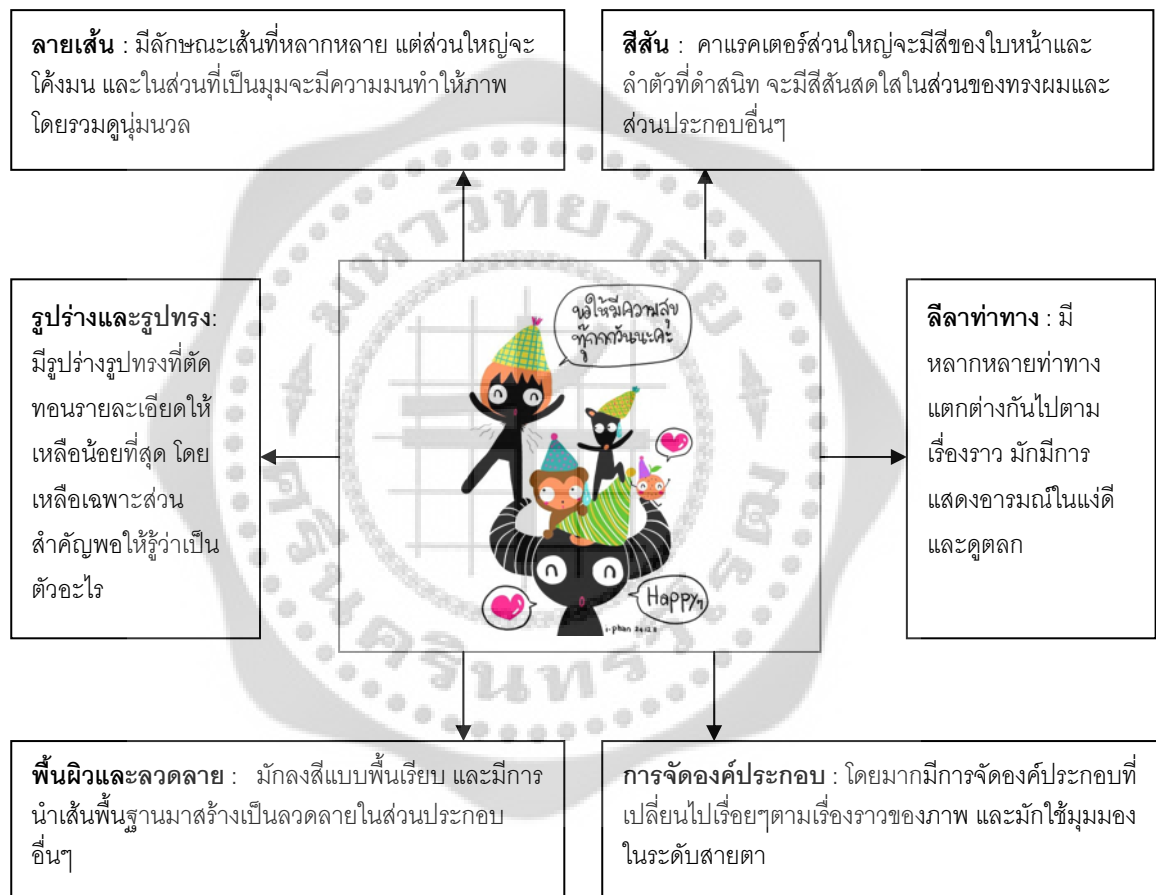 ลายเส้น : มีลักษณะเส้นที่หลากหลาย แต่ส่วนใหญ่จะ
โค้งมน และในส่วนที่เป็นมุมจะมีความมนทำให้ภาพ
โดยรวมดูนุ่มนวล
สีสัน : คาแรคเตอร์ส่วนใหญ่จะมีสีของใบหน้าและ
ลำตัวที่ดำสนิท จะมีสีสันสดใสในส่วนของทรงผมและ
ส่วนประกอบอื่นๆ
รูปร่างและรูปทรง:
มีรูปร่างรูปทรงที่ตัด
ทอนรายละเอียดให้
เหลือน้อยที่สุด โดย
เหลือเฉพาะส่วน
สำคัญพอให้รู้ว่าเป็น
ตัวอะไร
ขอให้มีความสุข
ทุ๊กกกวันนะคะ
Happyๆ
i-phan 24128
ลีลาท่าทาง : มี
หลากหลายท่าทาง
แตกต่างกันไปตาม
เรื่องราว มักมีการ
แสดงอารมณ์ในแง่ดี
และดูตลก
พื้นผิวและลวดลาย : มักลงสีแบบพื้นเรียบ และมีการ
นำเส้นพื้นฐานมาสร้างเป็นลวดลายในส่วนประกอบ
อื่นๆ
การจัดองค์ประกอบ : โดยมากมีการจัดองค์ประกอบที่
เปลี่ยนไปเรื่อยๆตามเรื่องราวของภาพ และมักใช้มุมมอง
ในระดับสายตา
มหาวิทยาลัย
ศรีนครินทรวิโรฒ